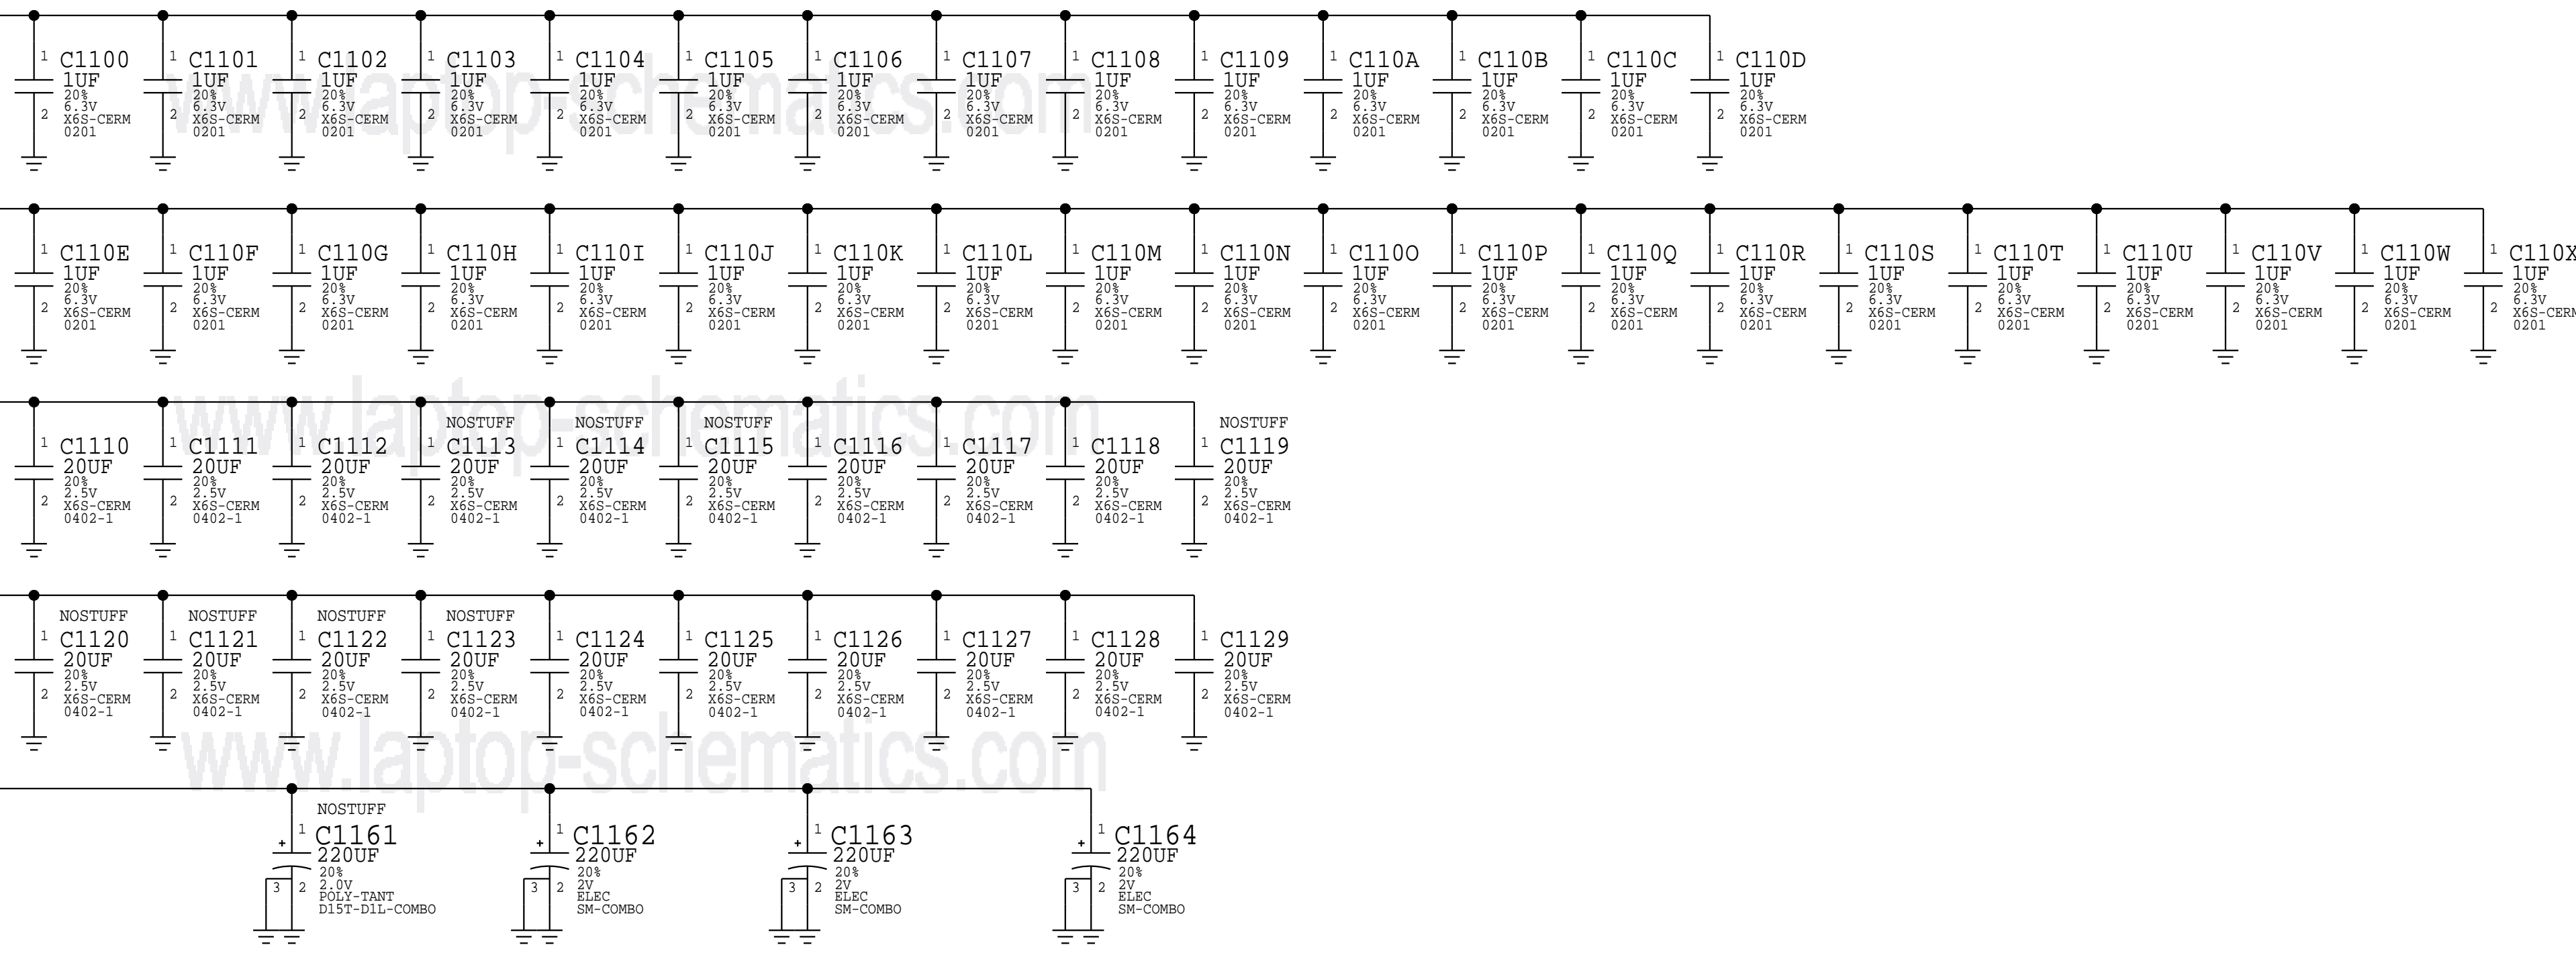 1 C1100 1 C1101 1 C1102 1 C1103 1 C1104 1 C1105 1 C1106 1 C1107 1 C1108 1 C1109 1 C110A 1 C110B 1 C110C 1 C110D
1UF 1UF 1UF 1UF 1UF 1UF 1UF 1UF 1UF 1UF 1UF 1UF 1UF 1UF
20% 20% 20% 20% 20% 20% 20% 20% 20% 20% 20% 20% 20% 20%
6.3V 6.3V 6.3V 6.3V 6.3V 6.3V 6.3V 6.3V 6.3V 6.3V 6.3V 6.3V 6.3V 6.3V
2 X6S-CERM 2 X6S-CERM 2 X6S-CERM 2 X6S-CERM 2 X6S-CERM 2 X6S-CERM 2 X6S-CERM 2 X6S-CERM 2 X6S-CERM 2 X6S-CERM 2 X6S-CERM 2 X6S-CERM 2 X6S-CERM 2 X6S-CERM
0201 0201 0201 0201 0201 0201 0201 0201 0201 0201 0201 0201 0201 0201
www.laptop-schematics.com
1 C110E 1 C110F 1 C110G 1 C110H 1 C110I 1 C110J 1 C110K 1 C110L 1 C110M 1 C110N 1 C110O 1 C110P 1 C110Q 1 C110R 1 C110S 1 C110T 1 C110U 1 C110V 1 C110W 1 C110X
1UF 1UF 1UF 1UF 1UF 1UF 1UF 1UF 1UF 1UF 1UF 1UF 1UF 1UF 1UF 1UF 1UF 1UF 1UF 1UF
20% 20% 20% 20% 20% 20% 20% 20% 20% 20% 20% 20% 20% 20% 20% 20% 20% 20% 20% 20%
6.3V 6.3V 6.3V 6.3V 6.3V 6.3V 6.3V 6.3V 6.3V 6.3V 6.3V 6.3V 6.3V 6.3V 6.3V 6.3V 6.3V 6.3V 6.3V 6.3V
2 X6S-CERM 2 X6S-CERM 2 X6S-CERM 2 X6S-CERM 2 X6S-CERM 2 X6S-CERM 2 X6S-CERM 2 X6S-CERM 2 X6S-CERM 2 X6S-CERM 2 X6S-CERM 2 X6S-CERM 2 X6S-CERM 2 X6S-CERM 2 X6S-CERM 2 X6S-CERM 2 X6S-CERM 2 X6S-CERM 2 X6S-CERM 2
0201 0201 0201 0201 0201 0201 0201 0201 0201 0201 0201 0201 0201 0201 0201 0201 0201 0201 0201 0201
www.laptop-schematics.com
NOSTUFF NOSTUFF NOSTUFF NOSTUFF
1 C1110 1 C1111 1 C1112 1 C1113 1 C1114 1 C1115 1 C1116 1 C1117 1 C1118 1 C1119
20UF 20UF 20UF 20UF 20UF 20UF 20UF 20UF 20UF 20UF
20% 20% 20% 20% 20% 20% 20% 20% 20% 20%
2.5V 2.5V 2.5V 2.5V 2.5V 2.5V 2.5V 2.5V 2.5V 2.5V
2 X6S-CERM 2 X6S-CERM 2 X6S-CERM 2 X6S-CERM 2 X6S-CERM 2 X6S-CERM 2 X6S-CERM 2 X6S-CERM 2 X6S-CERM 2 X6S-CERM
0402-1 0402-1 0402-1 0402-1 0402-1 0402-1 0402-1 0402-1 0402-1 0402-1
NOSTUFF NOSTUFF NOSTUFF NOSTUFF
1 C1120 1 C1121 1 C1122 1 C1123 1 C1124 1 C1125 1 C1126 1 C1127 1 C1128 1 C1129
20UF 20UF 20UF 20UF 20UF 20UF 20UF 20UF 20UF 20UF
20% 20% 20% 20% 20% 20% 20% 20% 20% 20%
2.5V 2.5V 2.5V 2.5V 2.5V 2.5V 2.5V 2.5V 2.5V 2.5V
2 X6S-CERM 2 X6S-CERM 2 X6S-CERM 2 X6S-CERM 2 X6S-CERM 2 X6S-CERM 2 X6S-CERM 2 X6S-CERM 2 X6S-CERM 2 X6S-CERM
0402-1 0402-1 0402-1 0402-1 0402-1 0402-1 0402-1 0402-1 0402-1 0402-1
www.laptop-schematics.com
NOSTUFF
1 C1161 1 C1162 1 C1163 1 C1164
+ 220UF + 220UF + 220UF + 220UF
20% 20% 20% 20%
3 2 2.0V 3 2 2V 3 2 2V 3 2 2V
POLY-TANT ELEC ELEC ELEC
D15T-D1L-COMBO SM-COMBO SM-COMBO SM-COMBO